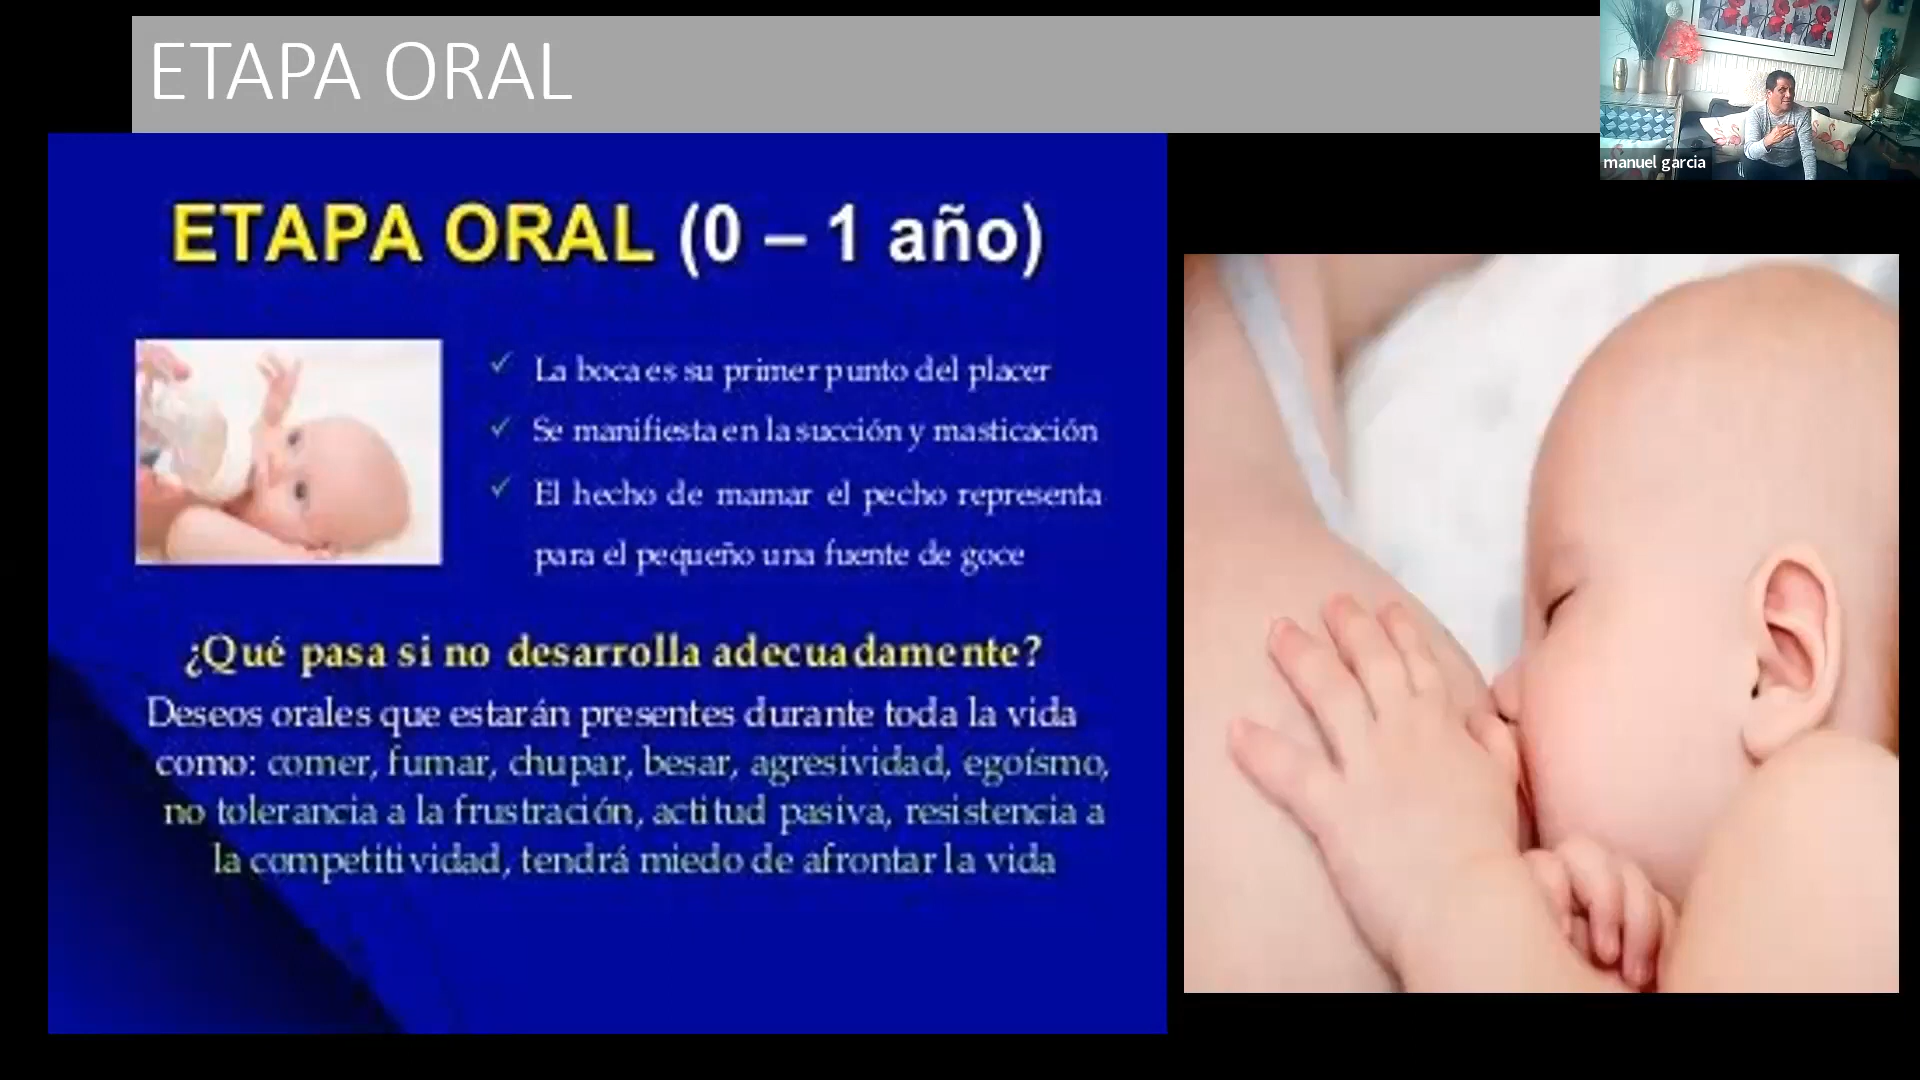 ETAPA ORAL
manuel garcia
ETAPA ORAL (0 – 1 año)
✓ La boca es su primer punto del placer
✓ Se manifiesta en la succión y masticación
✓ El hecho de mamar el pecho representa
para el pequeño una fuente de goce
¿Qué pasa si no desarrolla adecuadamente?
Deseos orales que estarán presentes durante toda la vida
como: comer, fumar, chupar, besar, agresividad, egoísmo,
no tolerancia a la frustración, actitud pasiva, resistencia a
la competitividad, tendrá miedo de afrontar la vida